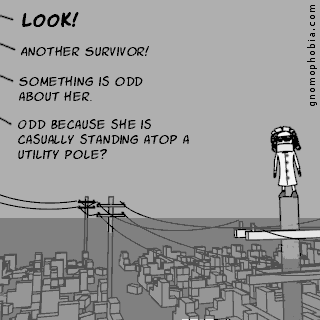 LOOK!
ANOTHER SURVIVOR!
SOMETHING IS ODD
ABOUT HER.
ODD BECAUSE SHE IS
CASUALLY STANDING ATOP A
UTILITY POLE?
gnomophobia.com